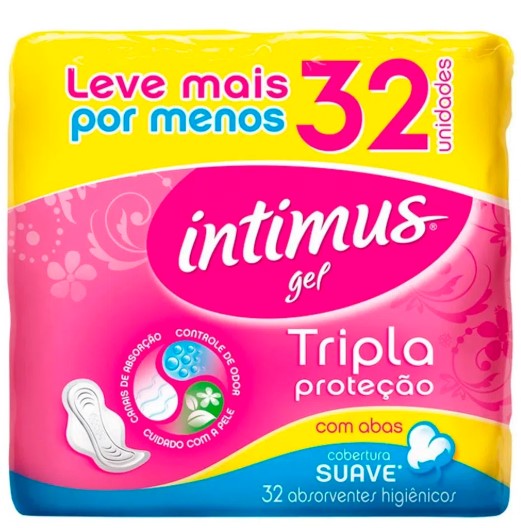 Leve mais
por menos
32
unidades
intimus®
gel
Tripla
proteção
CANAIS DE ABSORÇÃO
CONTROLE DE ODOR
CUIDADO COM A PELE
com abas
cobertura
SUAVE*
32 absorventes higiênicos